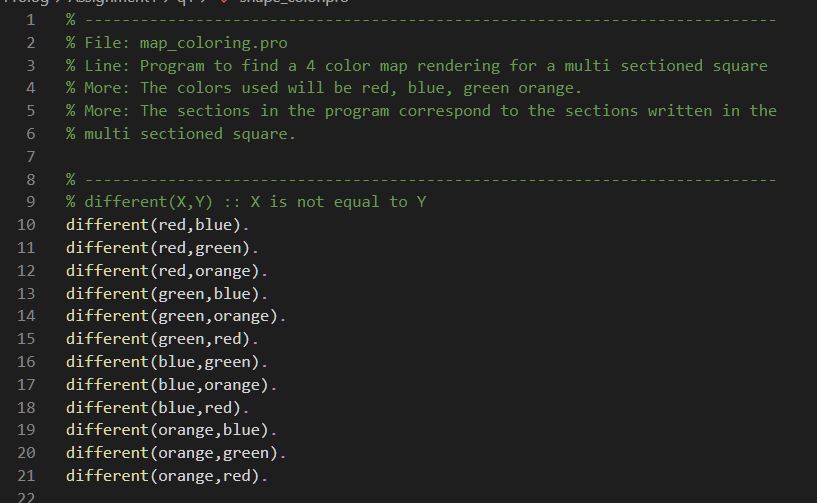 Prolog > Assignment1 > q1 > shape_color.pro
1 % ---------------------------------------------------------------------------
2 % File: map_coloring.pro
3 % Line: Program to find a 4 color map rendering for a multi sectioned square
4 % More: The colors used will be red, blue, green orange.
5 % More: The sections in the program correspond to the sections written in the
6 % multi sectioned square.
7
8 % ---------------------------------------------------------------------------
9 % different(X,Y) :: X is not equal to Y
10 different(red,blue).
11 different(red,green).
12 different(red,orange).
13 different(green,blue).
14 different(green,orange).
15 different(green,red).
16 different(blue,green).
17 different(blue,orange).
18 different(blue,red).
19 different(orange,blue).
20 different(orange,green).
21 different(orange,red).
22